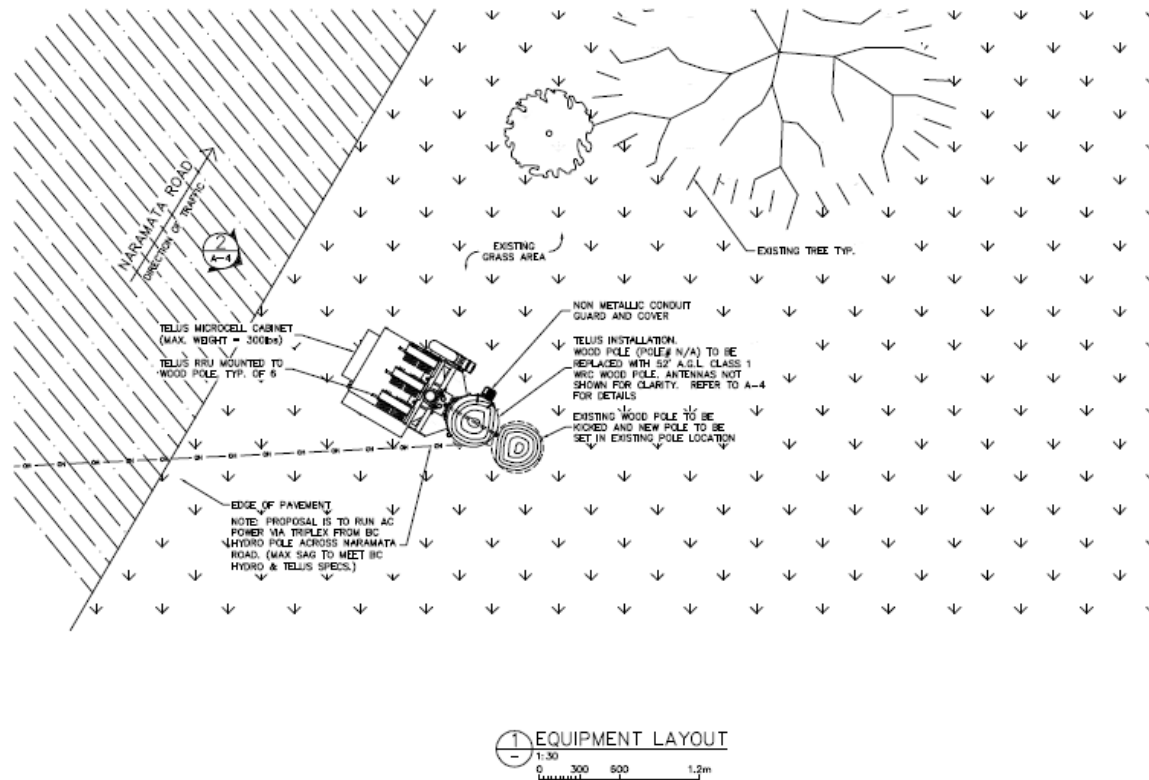 NARAMATA ROAD
DIRECTION OF TRAFFIC
2
A-4
EXISTING
GRASS AREA
EXISTING TREE TYP.
TELUS MICROCELL CABINET
(MAX. WEIGHT = 300lbs)
TELUS RRU MOUNTED TO
WOOD POLE, TYP. OF 6
NON METALLIC CONDUIT
GUARD AND COVER
TELUS INSTALLATION.
WOOD POLE (POLE# N/A) TO BE
REPLACED WITH 52' A.G.L. CLASS 1
WRC WOOD POLE. ANTENNAS NOT
SHOWN FOR CLARITY. REFER TO A-4
FOR DETAILS
EXISTING WOOD POLE TO BE
KICKED AND NEW POLE TO BE
SET IN EXISTING POLE LOCATION
EDGE OF PAVEMENT
NOTE: PROPOSAL IS TO RUN AC
POWER VIA TRIPLEX FROM BC
HYDRO POLE ACROSS NARAMATA
ROAD. (MAX SAG TO MEET BC
HYDRO & TELUS SPECS.)
1
-
EQUIPMENT LAYOUT
1:30
0 300 600 1.2m